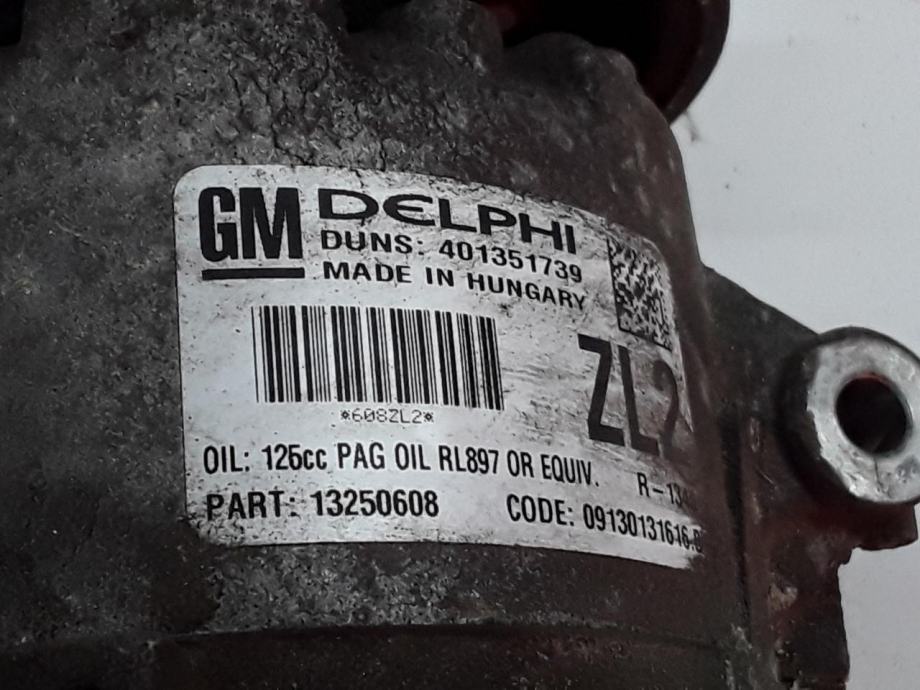 GM DELPHI
DUNS: 401351739
MADE IN HUNGARY
ZL2
*608ZL2*
OIL: 125cc PAG OIL RL897 OR EQUIV.
PART: 13250608 CODE: